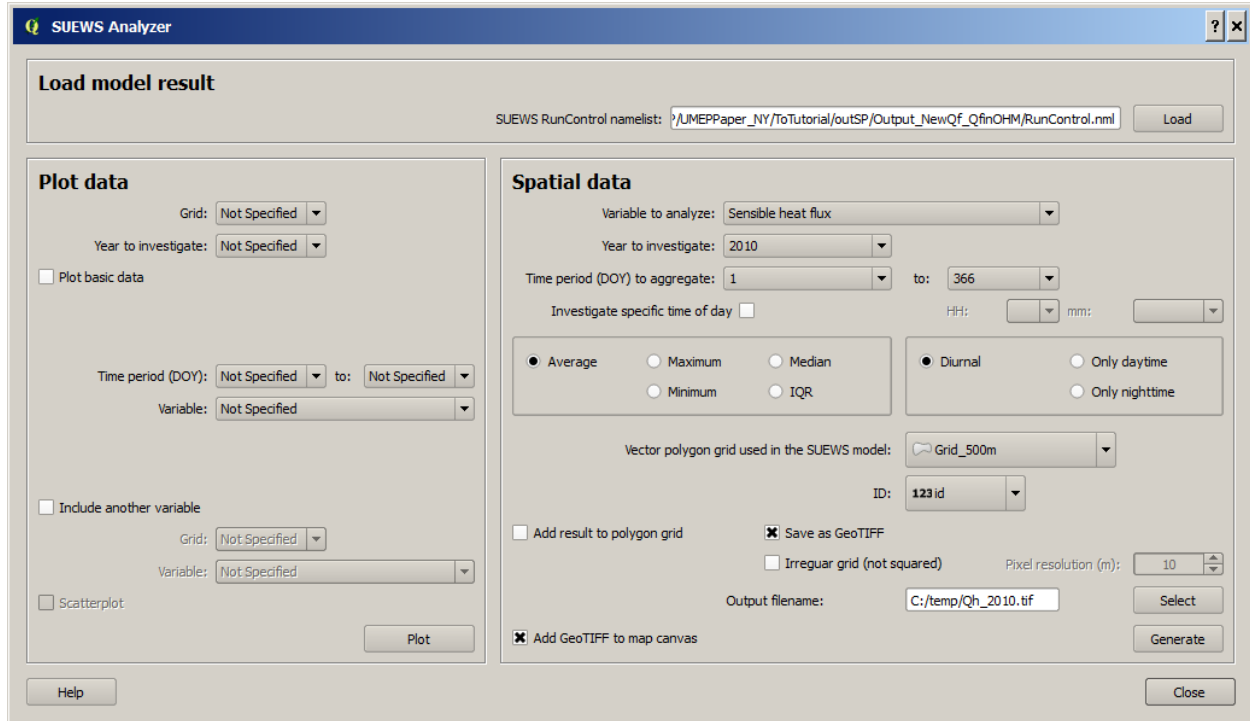 SUEWS Analyzer
? ×
Load model result
SUEWS RunControl namelist: ?/UMEPPaper_NY/ToTutorial/outSP/Output_NewQf_QfinOHM/RunControl.nml Load
Plot data
Grid: Not Specified
Year to investigate: Not Specified
Plot basic data
Time period (DOY): Not Specified to: Not Specified
Variable: Not Specified
Include another variable
Grid: Not Specified
Variable: Not Specified
Scatterplot
Plot
Spatial data
Variable to analyze: Sensible heat flux
Year to investigate: 2010
Time period (DOY) to aggregate: 1 to: 366
Investigate specific time of day HH: mm:
Average Maximum Median
Minimum IQR
Diurnal Only daytime
Only nighttime
Vector polygon grid used in the SUEWS model: Grid_500m
ID: 123 id
Add result to polygon grid Save as GeoTIFF
Irreguar grid (not squared) Pixel resolution (m): 10
Output filename: C:/temp/Qh_2010.tif Select
Add GeoTIFF to map canvas Generate
Help Close